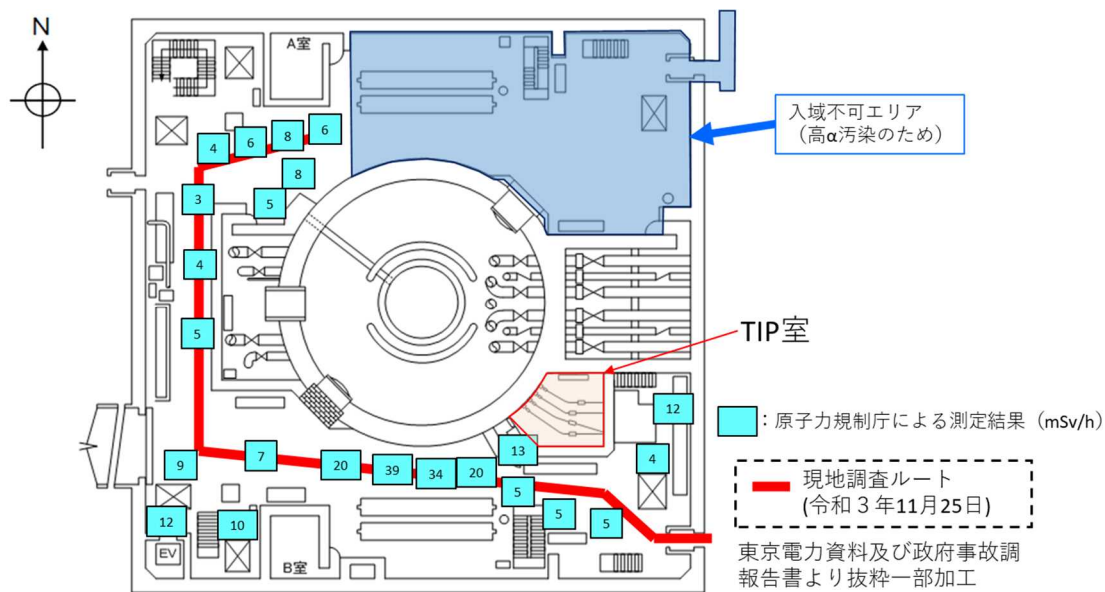 N
A室
入域不可エリア
（高α汚染のため）
6
8
6
4
8
5
3
4
5
TIP室
12
：原子力規制庁による測定結果（mSv/h）
13
4
9
7
20
39
34
20
5
現地調査ルート
(令和３年11月25日)
12
10
5
5
EV
B室
東京電力資料及び政府事故調
報告書より抜粋一部加工